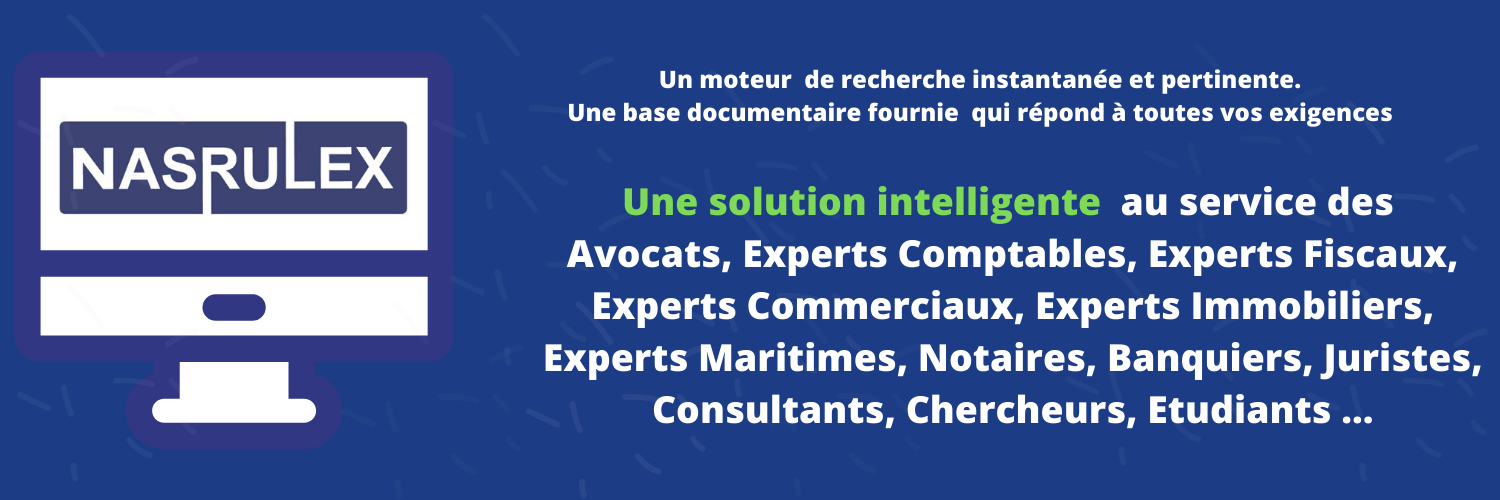 NASRULEX
Un moteur de recherche instantanée et pertinente.
Une base documentaire fournie qui répond à toutes vos exigences
Une solution intelligente au service des
Avocats, Experts Comptables, Experts Fiscaux,
Experts Commerciaux, Experts Immobiliers,
Experts Maritimes, Notaires, Banquiers, Juristes,
Consultants, Chercheurs, Etudiants ...